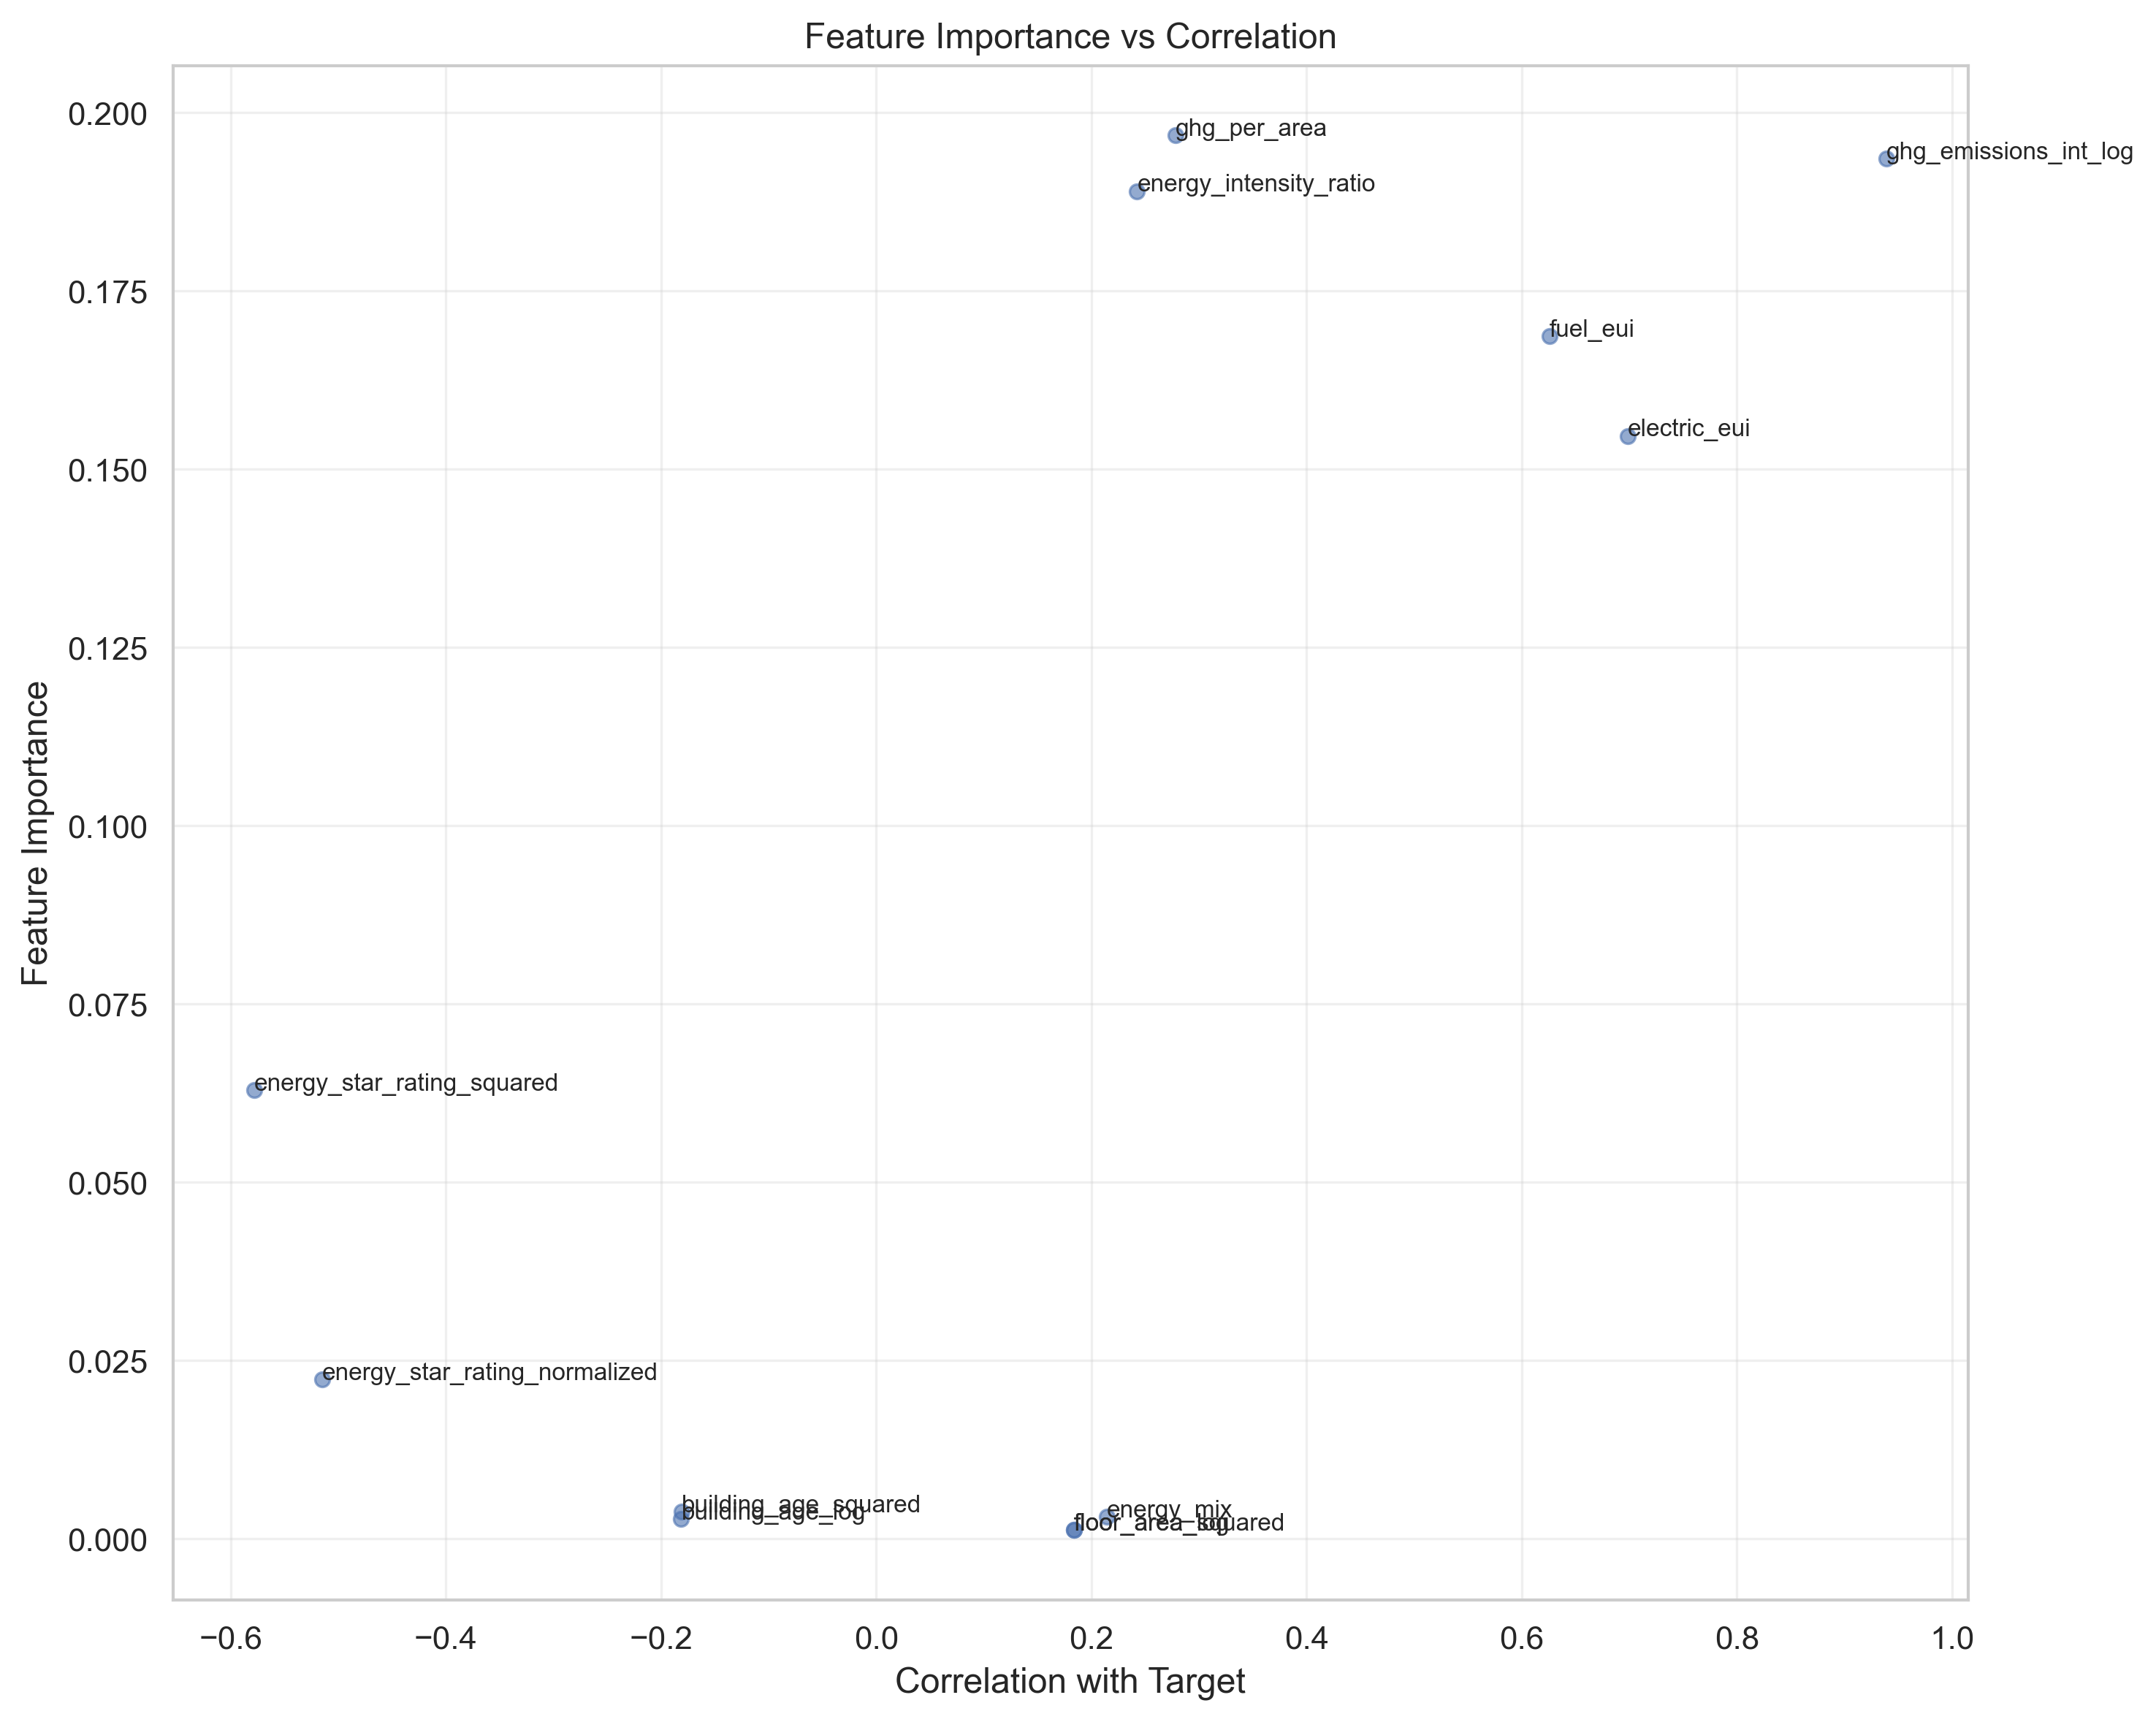 Feature Importance vs Correlation
0.200
0.175
0.150
0.125
0.100
0.075
0.050
0.025
0.000
Feature Importance
ghg_per_area
ghg_emissions_int_log
energy_intensity_ratio
fuel_eui
electric_eui
energy_star_rating_squared
energy_star_rating_normalized
building_age_squared
building_age_log
energy_mix
floor_area_log
floor_area_squared
−0.6
−0.4
−0.2
0.0
0.2
0.4
0.6
0.8
1.0
Correlation with Target